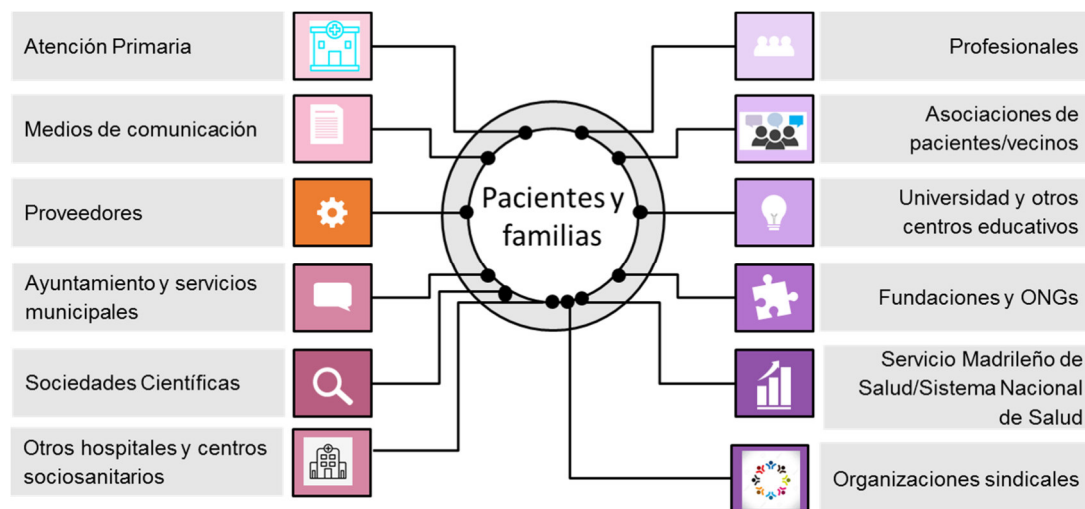 Atención Primaria
Medios de comunicación
Proveedores
Ayuntamiento y servicios
municipales
Sociedades Científicas
Otros hospitales y centros
sociosanitarios
Pacientes y
familias
Profesionales
Asociaciones de
pacientes/vecinos
Universidad y otros
centros educativos
Fundaciones y ONGs
Servicio Madrileño de
Salud/Sistema Nacional
de Salud
Organizaciones sindicales